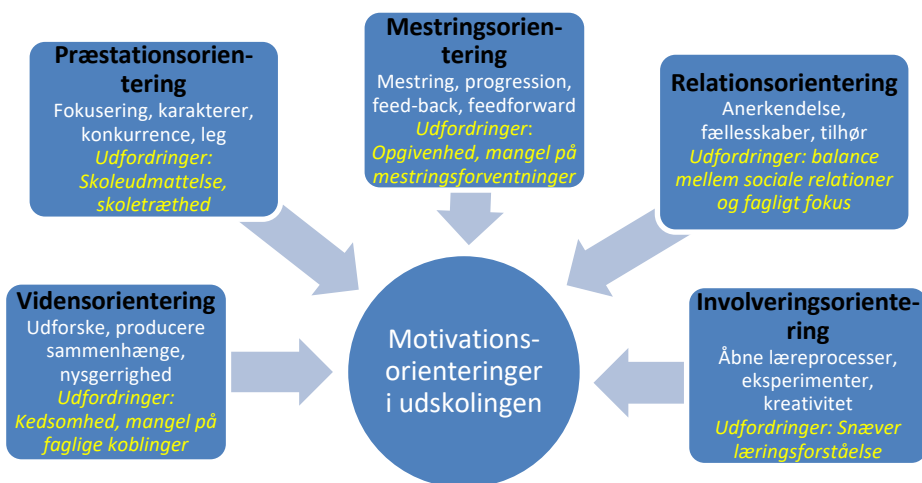 Præstationsorien-
tering
Fokusering, karakterer,
konkurrence, leg
Udfordringer:
Skoleudmattelse,
skoletræthed
Mestringsorien-
tering
Mestring, progression,
feed-back, feedforward
Udfordringer:
Opgivenhed, mangel på
mestringsforventninger
Relationsorientering
Anerkendelse,
fællesskaber, tilhør
Udfordringer: balance
mellem sociale relationer
og fagligt fokus
Vidensorientering
Udforske, producere
sammenhænge,
nysgerrighed
Udfordringer:
Kedsomhed, mangel på
faglige koblinger
Motivations-
orienteringer
i udskolingen
Involveringsoriente-
ring
Åbne læreprocesser,
eksperimenter,
kreativitet
Udfordringer: Snæver
læringsforståelse